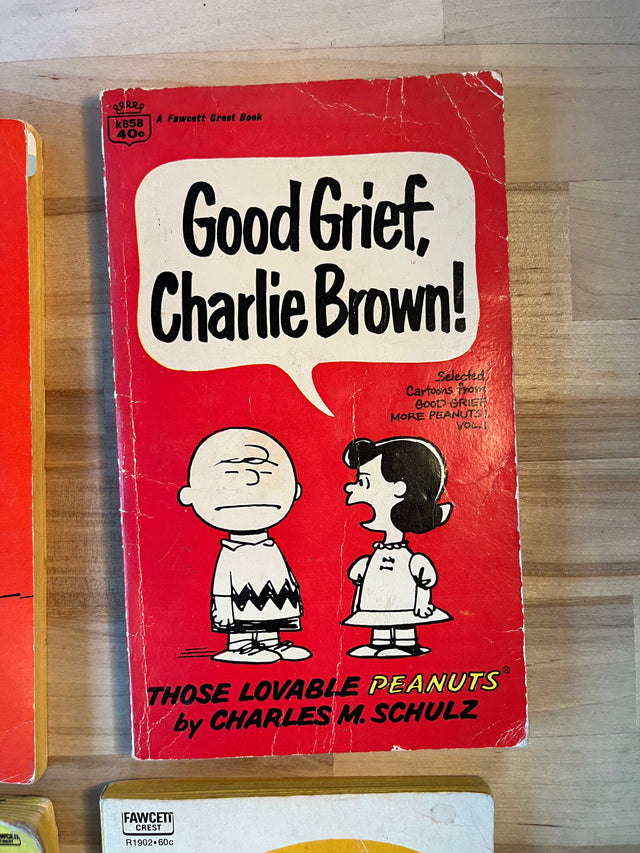 k858
40¢
A Fawcett Crest Book
Good Grief,
Charlie Brown!
Selected
Cartoons from
GOOD GRIEF
MORE PEANUTS!
VOL. 1
THOSE LOVABLE PEANUTS®
by CHARLES M. SCHULZ
FAWCETT
CREST
R1902•60c